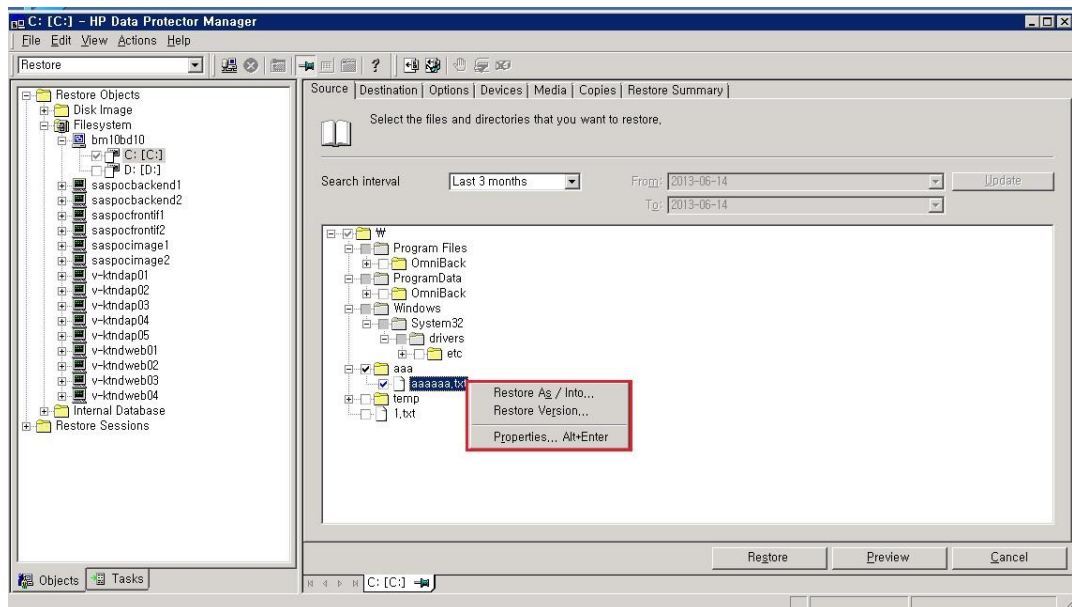 C: [C:] - HP Data Protector Manager
File Edit View Actions Help
Restore
Restore Objects
Disk Image
Filesystem
bm10bd10
C: [C:]
D: [D:]
saspocbackend1
saspocbackend2
saspocfrontif1
saspocfrontif2
saspocimage1
saspocimage2
v-ktndap01
v-ktndap02
v-ktndap03
v-ktndap04
v-ktndap05
v-ktndweb01
v-ktndweb02
v-ktndweb03
v-ktndweb04
Internal Database
Restore Sessions
Objects Tasks
Source Destination Options Devices Media Copies Restore Summary
Select the files and directories that you want to restore,
Search interval Last 3 months From: 2013-06-14 Update
To: 2013-06-14
₩
Program Files
OmniBack
ProgramData
OmniBack
Windows
System32
drivers
etc
aaa
aaaaaa,txt
temp
1,txt
Restore As / Into...
Restore Version...
Properties... Alt+Enter
Restore Preview Cancel
C: [C:]